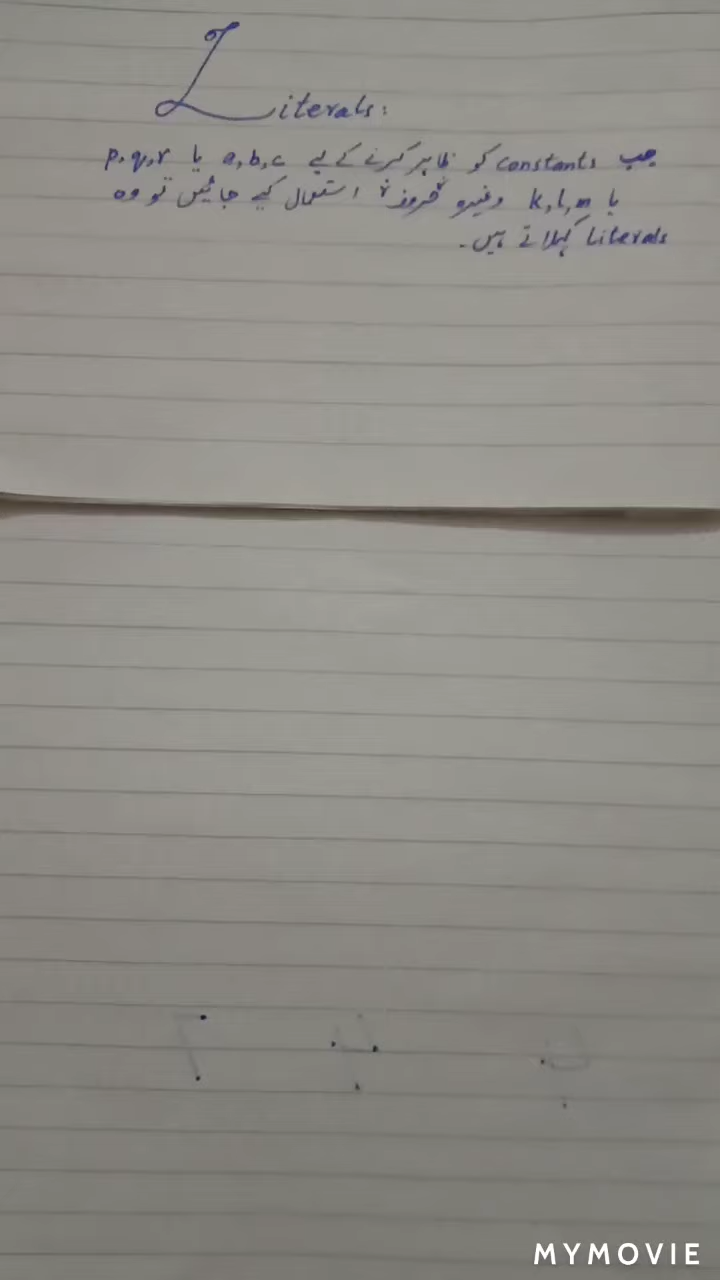 Literals:
جب constants کو ظاہر کرنے کے لیے a,b,c یا p,q,r
یا k,l,m وغیرہ "حروف" استعمال کیے جائیں تو وہ
Literals کہلاتے ہیں۔
MYMOVIE